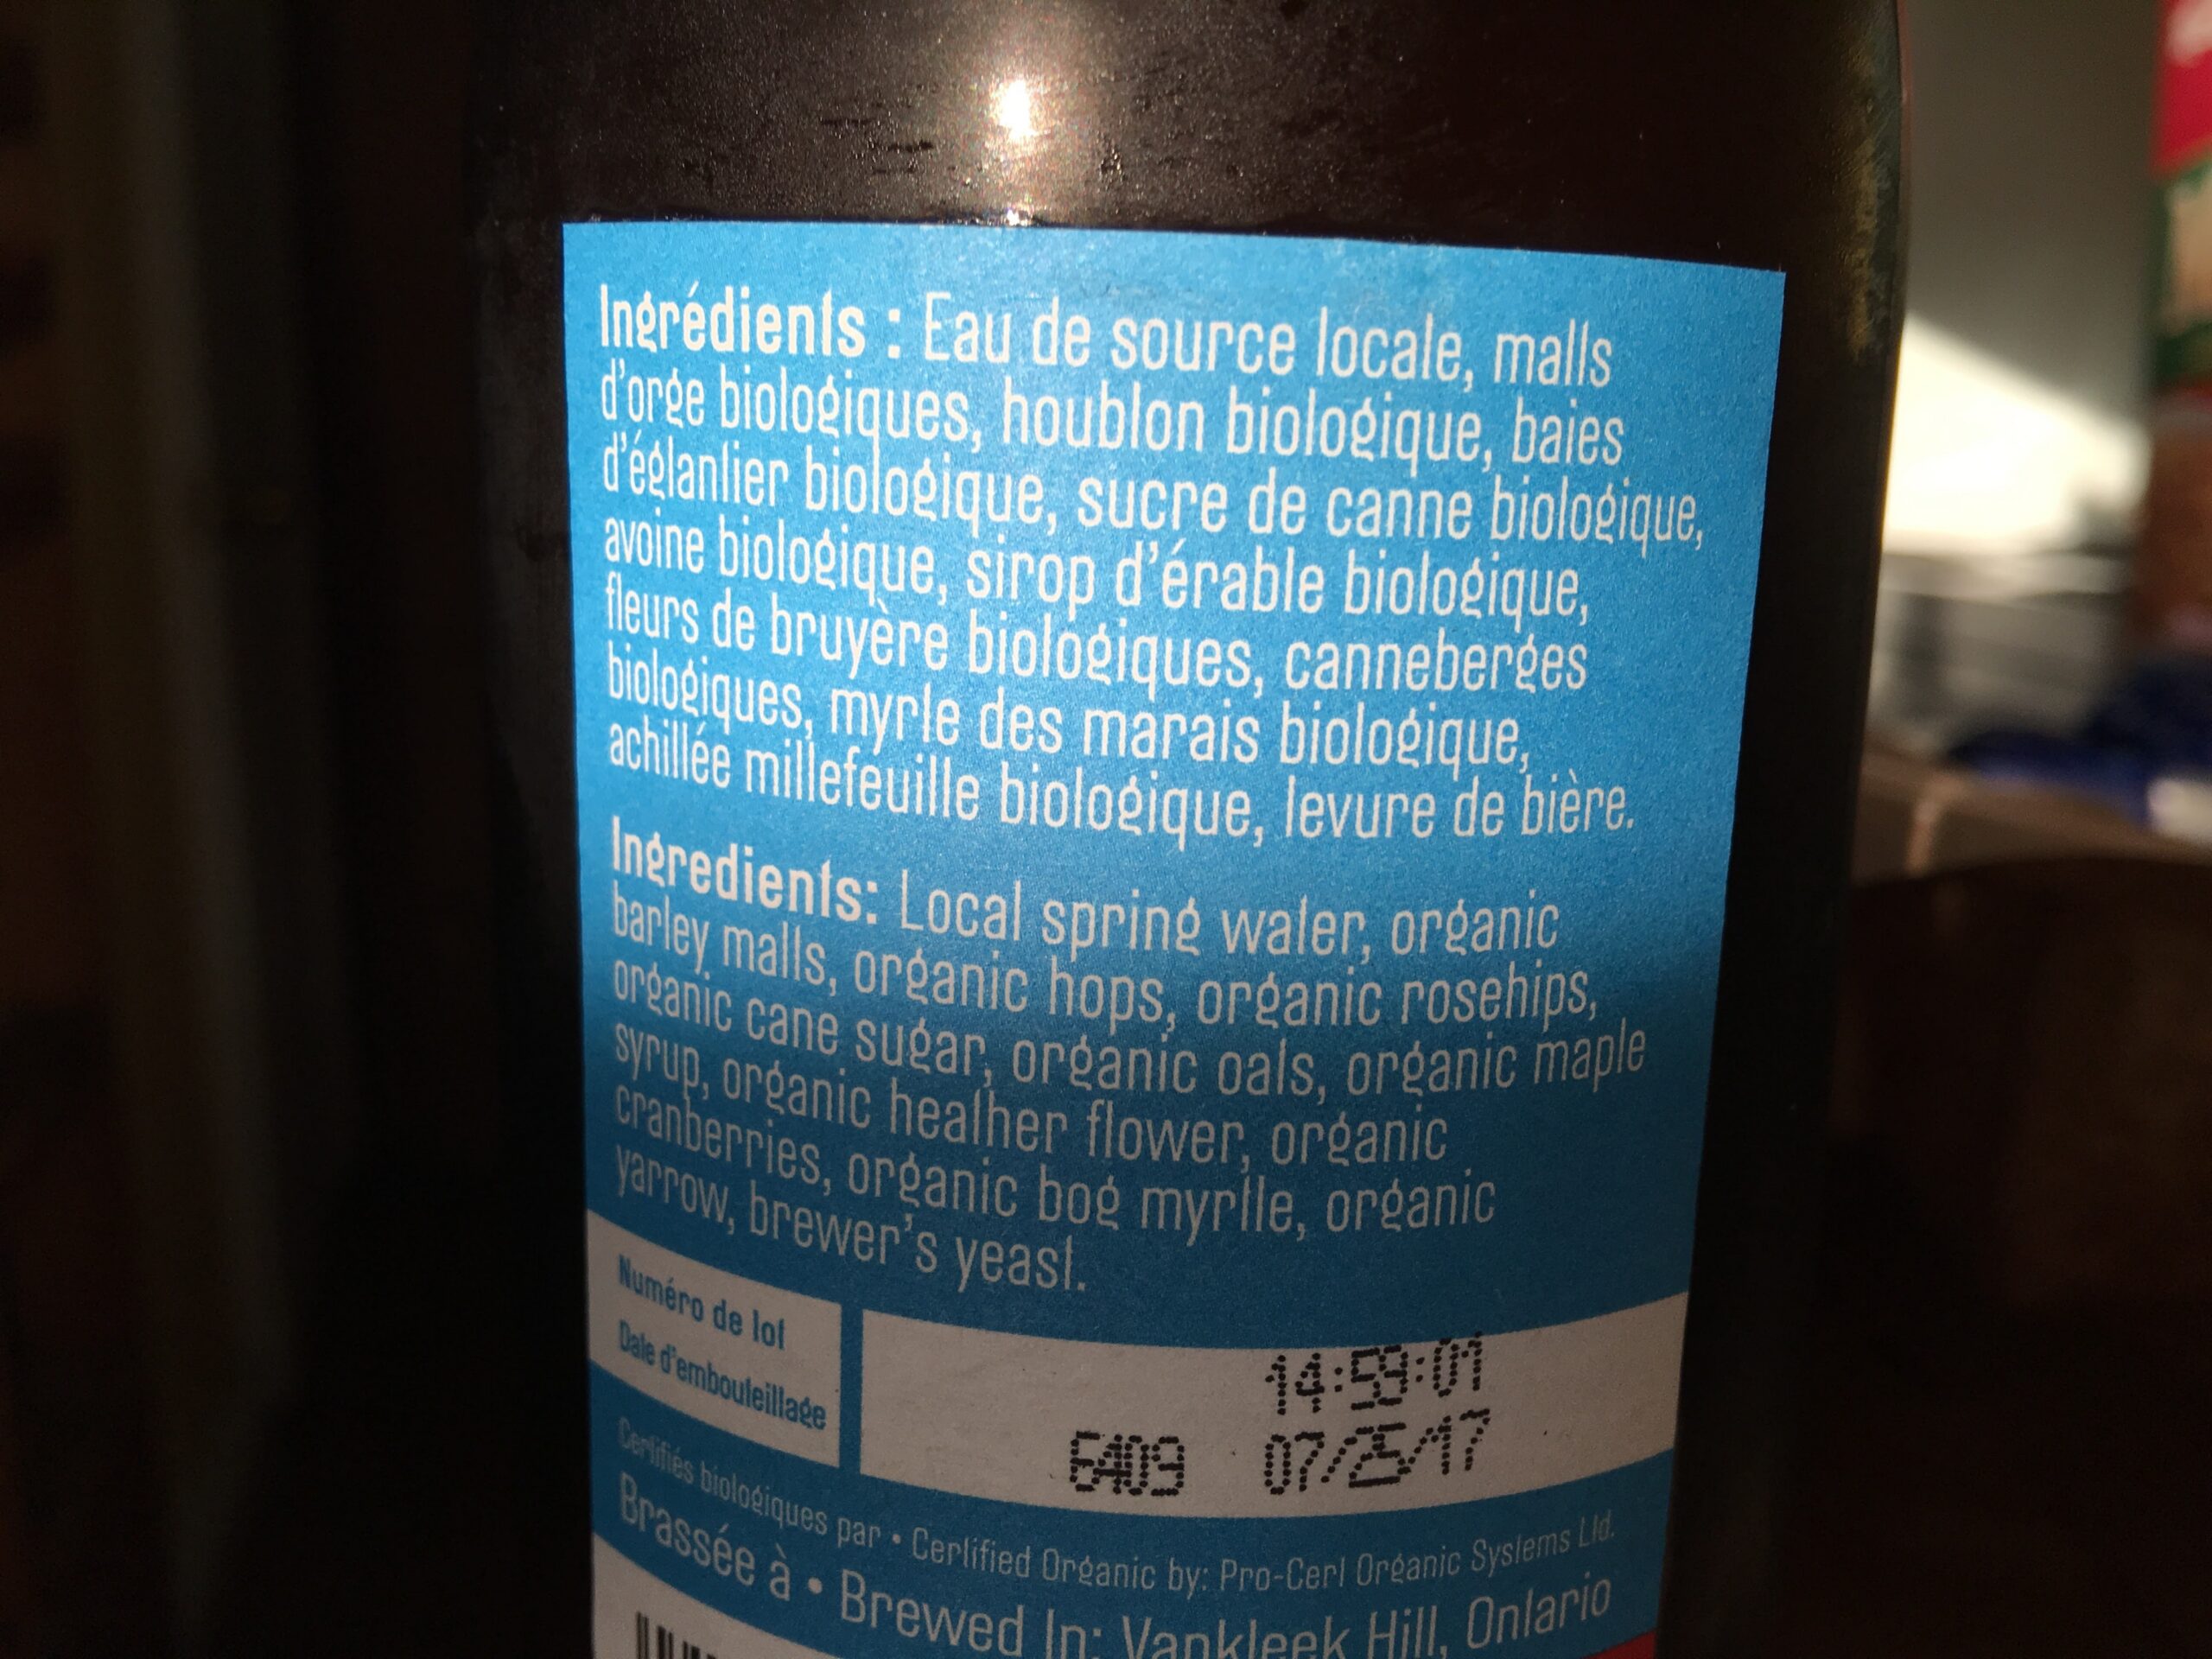 Ingrédients : Eau de source locale, malts
d'orge biologiques, houblon biologique, baies
d'églantier biologique, sucre de canne biologique,
avoine biologique, sirop d'érable biologique,
fleurs de bruyère biologiques, canneberges
biologiques, myrte des marais biologique,
achillée millefeuille biologique, levure de bière.
Ingredients: Local spring water, organic
barley malts, organic hops, organic rosehips,
organic cane sugar, organic oats, organic maple
syrup, organic heather flower, organic
cranberries, organic bog myrtle, organic
yarrow, brewer's yeast.
Numéro de lot
Date d'embouteillage
14:59:01
6409 07/25/17
Certifiés biologiques par • Certified Organic by: Pro-Cert Organic Systems Ltd.
Brassée à • Brewed In: Vankleek Hill, Ontario